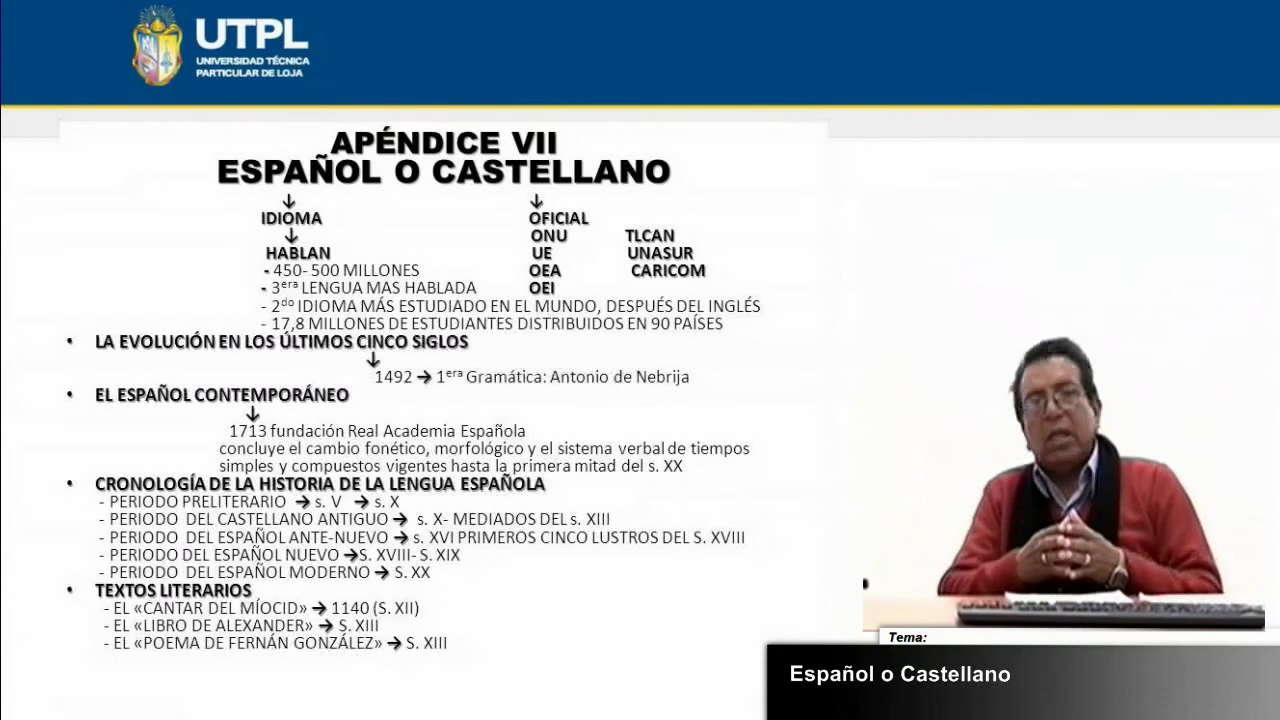 UTPL
UNIVERSIDAD TÉCNICA
PARTICULAR DE LOJA
APÉNDICE VII
ESPAÑOL O CASTELLANO
↓ ↓
IDIOMA OFICIAL
↓ ONU TLCAN
HABLAN UE UNASUR
- 450- 500 MILLONES OEA CARICOM
- 3era LENGUA MAS HABLADA OEI
- 2do IDIOMA MÁS ESTUDIADO EN EL MUNDO, DESPUÉS DEL INGLÉS
- 17,8 MILLONES DE ESTUDIANTES DISTRIBUIDOS EN 90 PAÍSES
• LA EVOLUCIÓN EN LOS ÚLTIMOS CINCO SIGLOS
↓
1492 → 1era Gramática: Antonio de Nebrija
• EL ESPAÑOL CONTEMPORÁNEO
↓
1713 fundación Real Academia Española
concluye el cambio fonético, morfológico y el sistema verbal de tiempos
simples y compuestos vigentes hasta la primera mitad del s. XX
• CRONOLOGÍA DE LA HISTORIA DE LA LENGUA ESPAÑOLA
- PERIODO PRELITERARIO → s. V → s. X
- PERIODO DEL CASTELLANO ANTIGUO → s. X- MEDIADOS DEL s. XIII
- PERIODO DEL ESPAÑOL ANTE-NUEVO → s. XVI PRIMEROS CINCO LUSTROS DEL S. XVIII
- PERIODO DEL ESPAÑOL NUEVO →S. XVIII- S. XIX
- PERIODO DEL ESPAÑOL MODERNO → S. XX
• TEXTOS LITERARIOS
- EL «CANTAR DEL MÍOCID» → 1140 (S. XII)
- EL «LIBRO DE ALEXANDER» → S. XIII
- EL «POEMA DE FERNÁN GONZÁLEZ» → S. XIII
Tema:
Español o Castellano